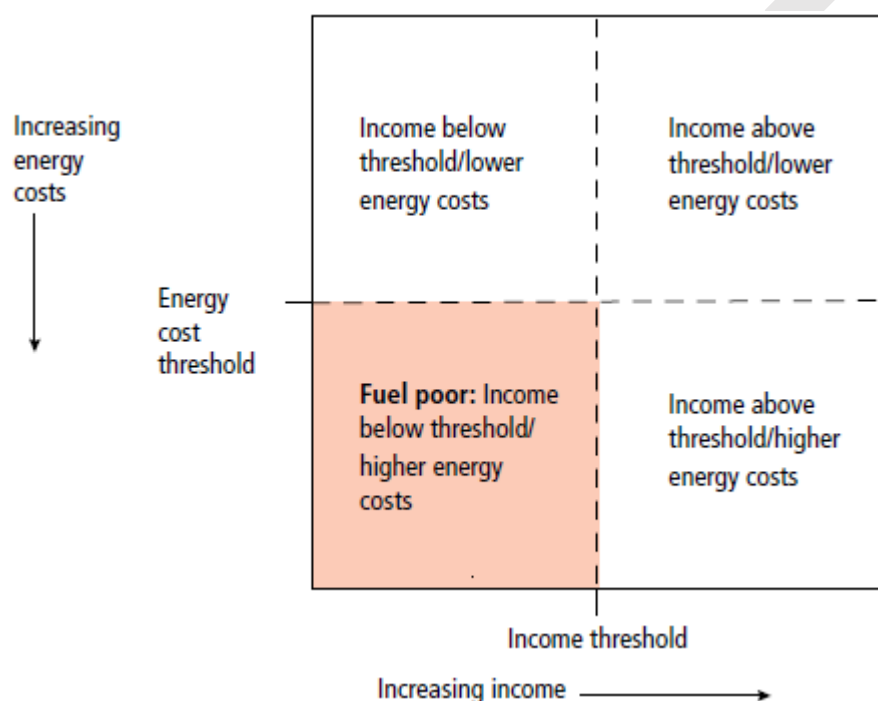 Increasing
energy
costs
Income below
threshold/lower
energy costs
Income above
threshold/lower
energy costs
Energy
cost
threshold
Fuel poor: Income
below threshold/
higher energy
costs
Income above
threshold/higher
energy costs
Income threshold
Increasing income